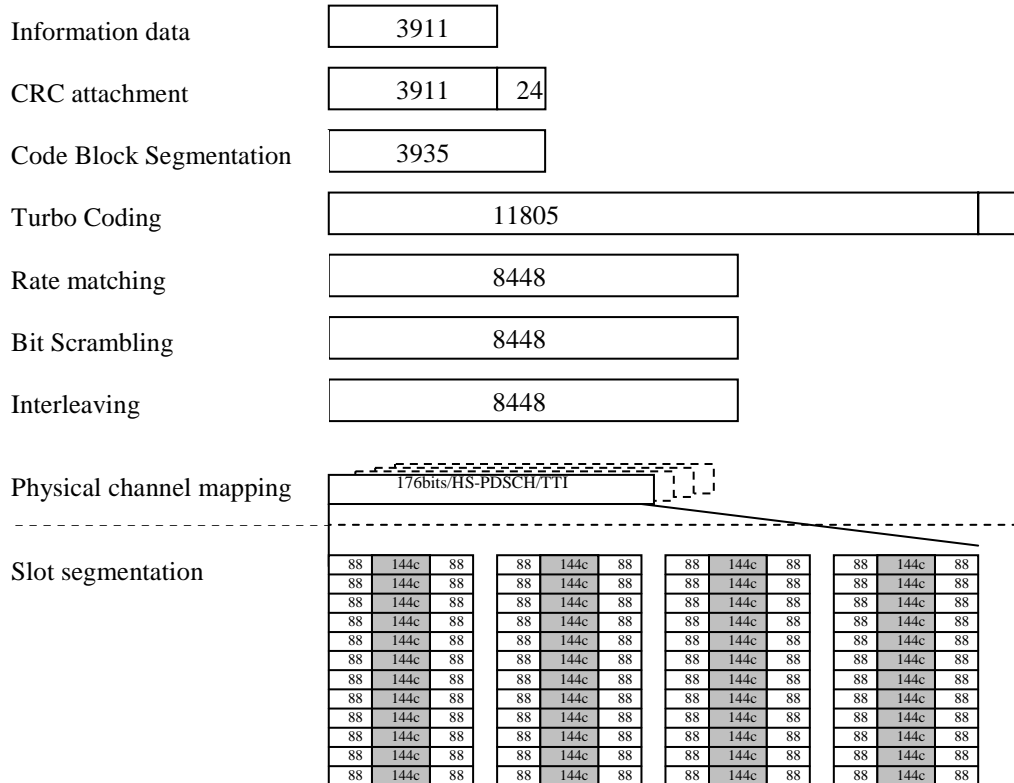 Information data 3911
CRC attachment 3911 24
Code Block Segmentation 3935
Turbo Coding 11805
Rate matching 8448
Bit Scrambling 8448
Interleaving 8448
Physical channel mapping 176bits/HS-PDSCH/TTI
Slot segmentation
88 144c 88 88 144c 88 88 144c 88 88 144c 88
88 144c 88 88 144c 88 88 144c 88 88 144c 88
88 144c 88 88 144c 88 88 144c 88 88 144c 88
88 144c 88 88 144c 88 88 144c 88 88 144c 88
88 144c 88 88 144c 88 88 144c 88 88 144c 88
88 144c 88 88 144c 88 88 144c 88 88 144c 88
88 144c 88 88 144c 88 88 144c 88 88 144c 88
88 144c 88 88 144c 88 88 144c 88 88 144c 88
88 144c 88 88 144c 88 88 144c 88 88 144c 88
88 144c 88 88 144c 88 88 144c 88 88 144c 88
88 144c 88 88 144c 88 88 144c 88 88 144c 88
88 144c 88 88 144c 88 88 144c 88 88 144c 88